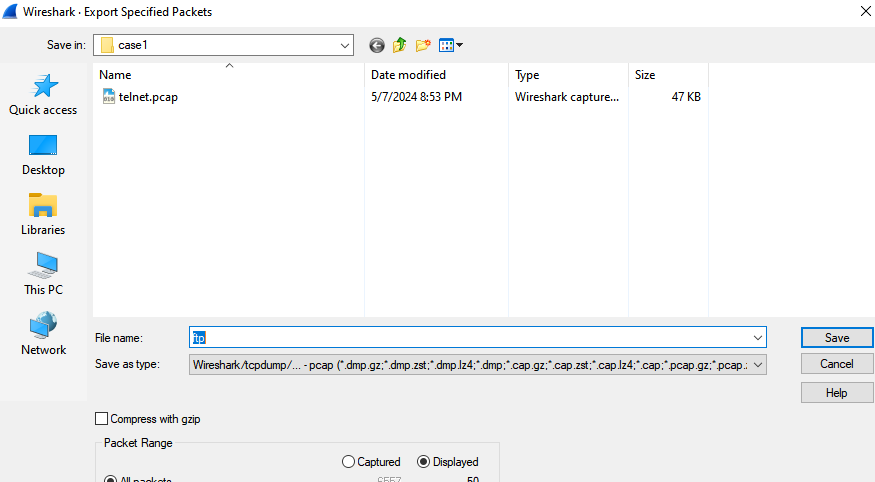 Wireshark · Export Specified Packets
Save in: case1
Name Date modified Type Size
telnet.pcap 5/7/2024 8:53 PM Wireshark capture... 47 KB
Quick access
Desktop
Libraries
This PC
Network
File name: ftp Save
Save as type: Wireshark/tcpdump/... - pcap (*.dmp.gz;*.dmp.zst;*.dmp.lz4;*.dmp;*.cap.gz;*.cap.zst;*.cap.lz4;*.cap;*.pcap.gz;*.pcap. Cancel
Help
Compress with gzip
Packet Range
Captured Displayed
All packets 6557 50